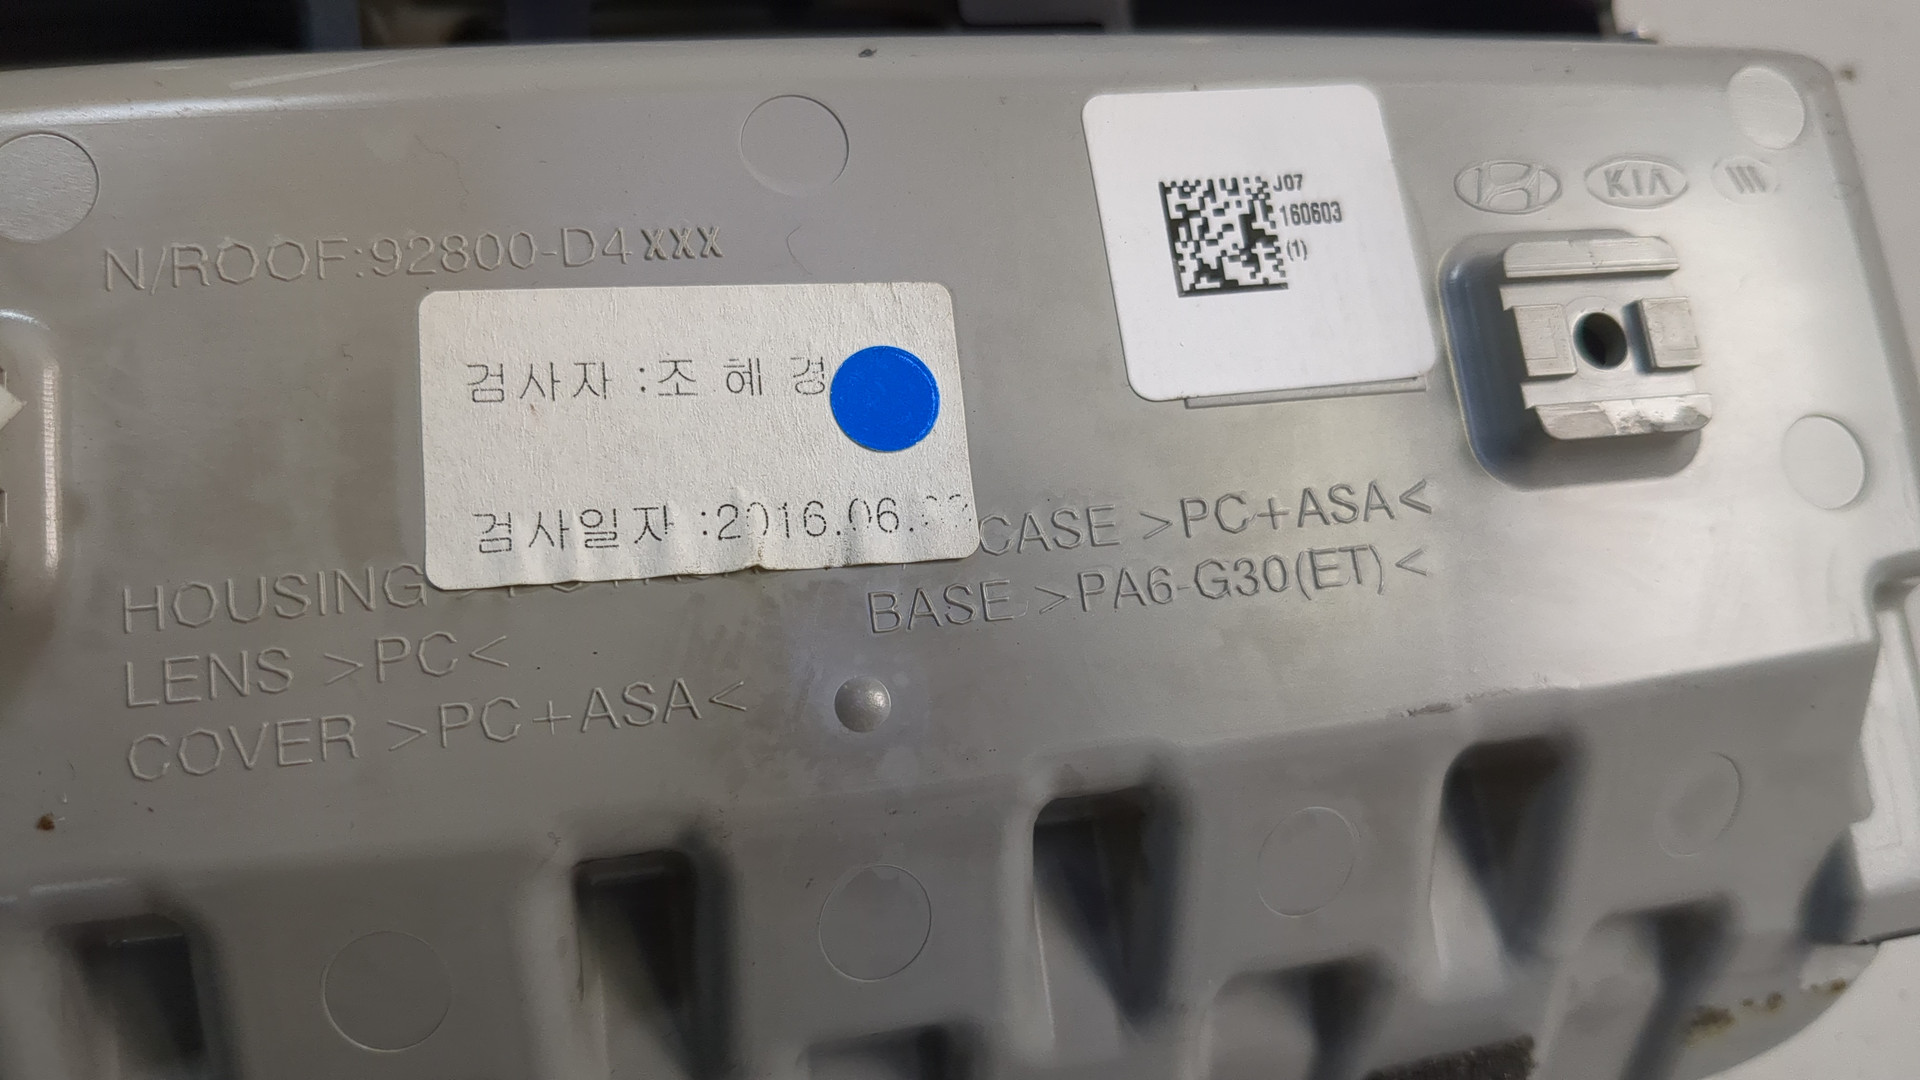 N/ROOF:92800-D4XXX
J07
160603
(1)
KIA
검사자 :조 혜 경
검사일자 :2016.06.
HOUSING
LENS >PC<
COVER >PC+ASA<
CASE >PC+ASA<
BASE >PA6-G30(ET)<